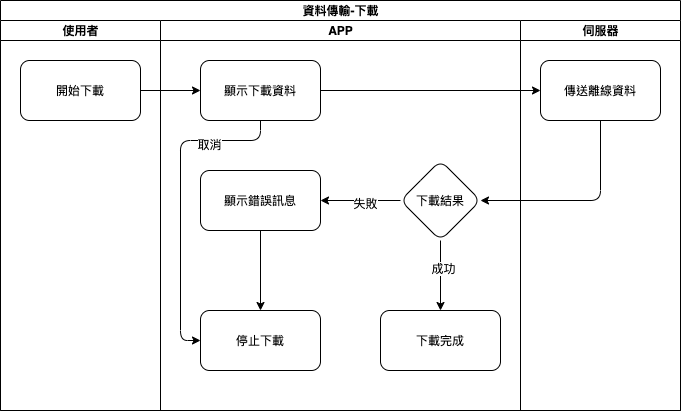 資料傳輸-下載
使用者
APP
伺服器
開始下載
顯示下載資料
傳送離線資料
取消
顯示錯誤訊息
失敗
下載結果
成功
停止下載
下載完成